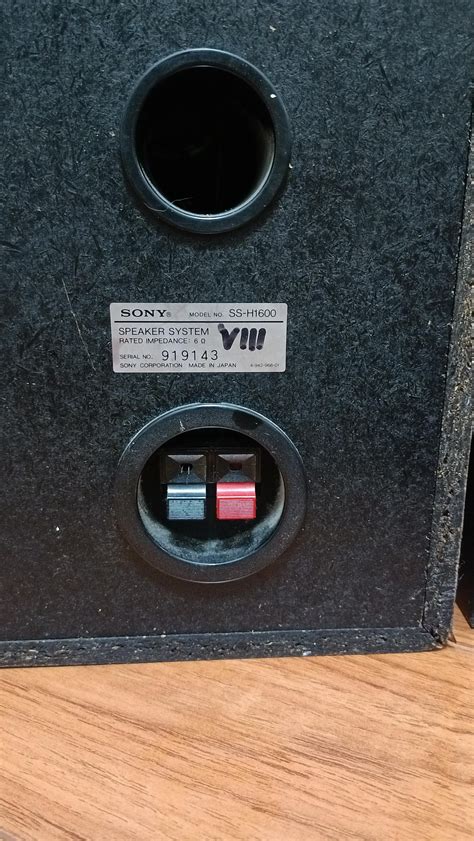 SONY® MODEL NO. SS-H1600
SPEAKER SYSTEM VIII
RATED IMPEDANCE: 6 Ω
SERIAL NO. 919143
SONY CORPORATION MADE IN JAPAN